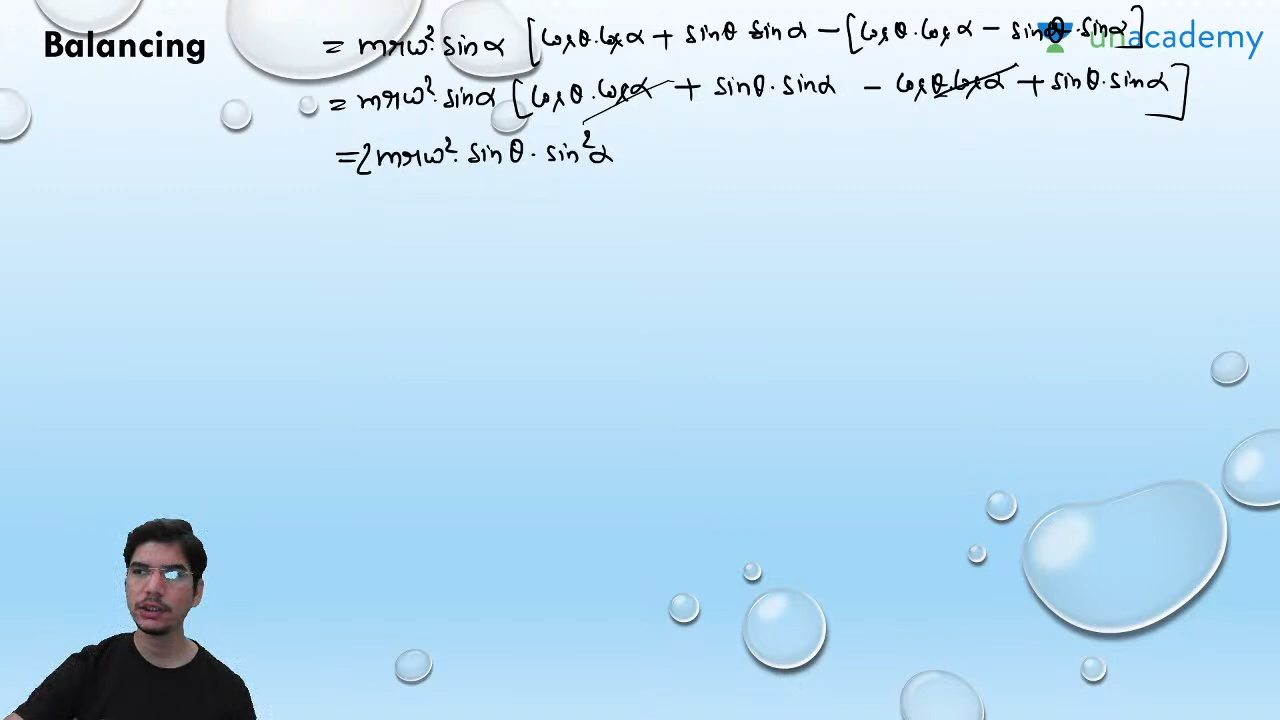 Balancing
= mrω². sinα [cosθ.cosα + sinθ sinα − [cosθ.cosα − sinθ.sinα]]
unacademy
= mrω². sinα [cosθ.cosα + sinθ.sinα − cosθ cosα + sinθ.sinα]
= 2mrω². sinθ. sin²α